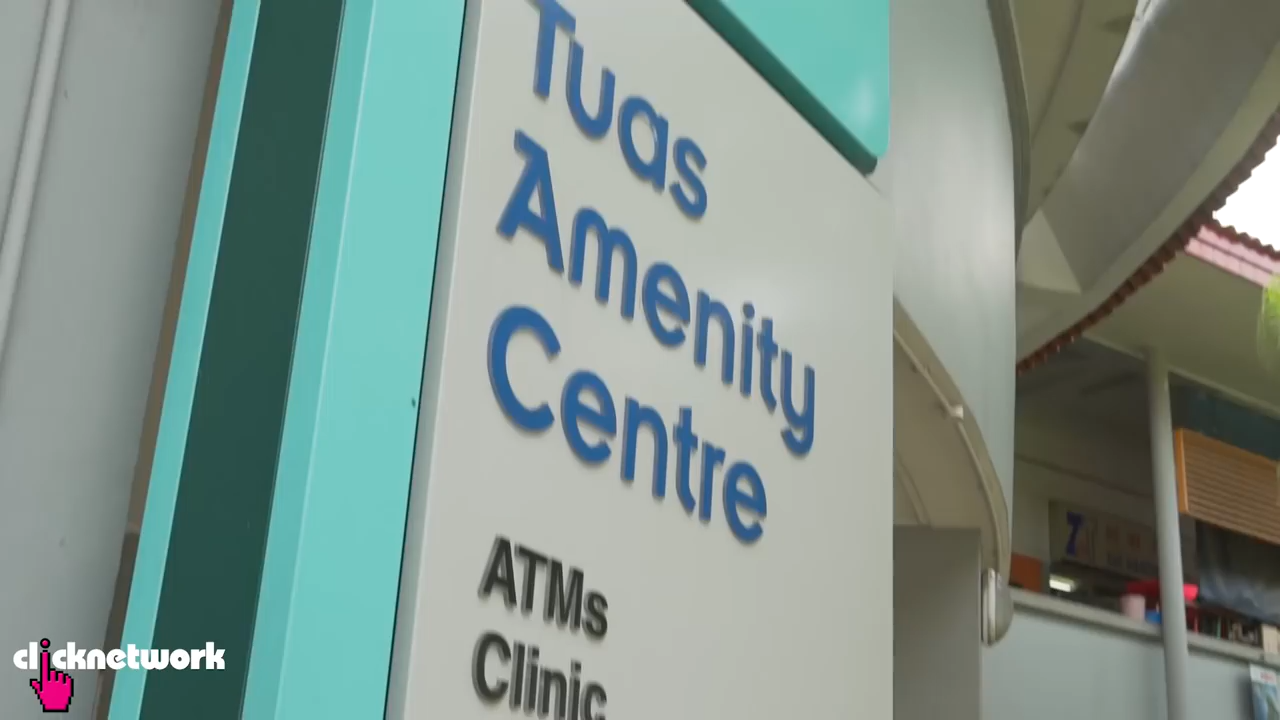 Tuas
Amenity
Centre
ATMs
Clinic
clicknetwork